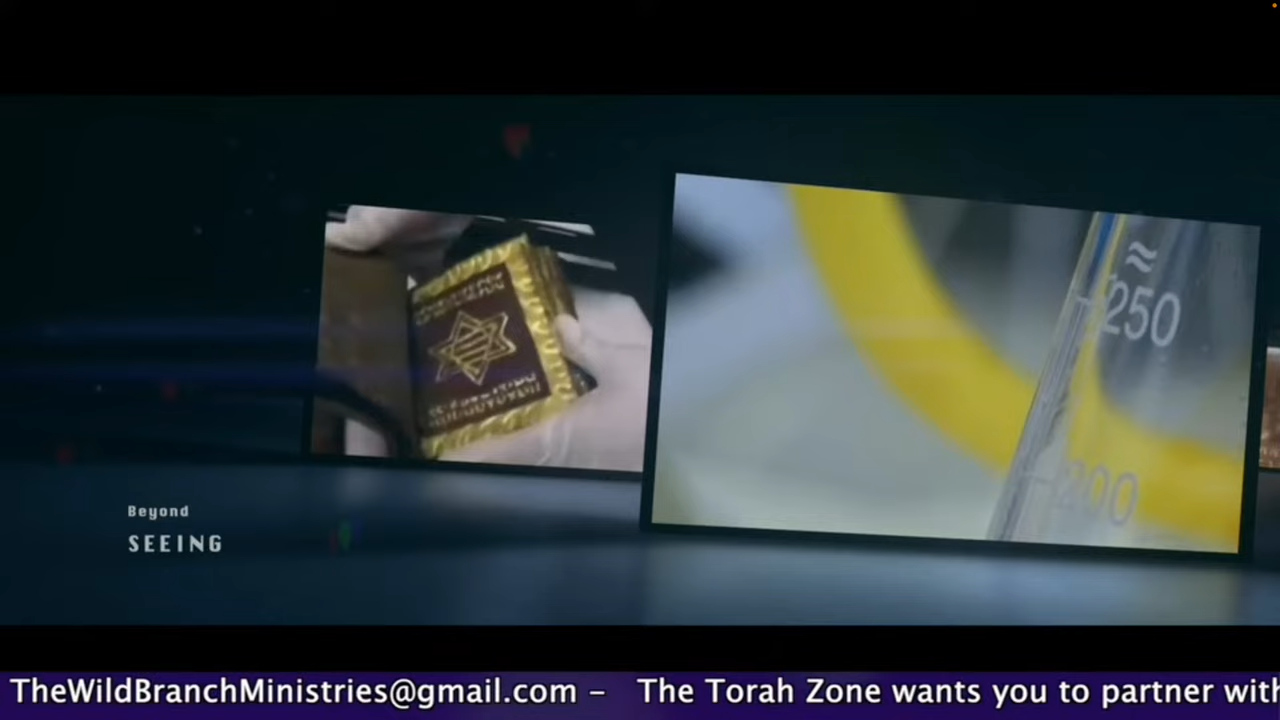 ≈
250
200
Beyond
SEEING
TheWildBranchMinistries@gmail.com - The Torah Zone wants you to partner with